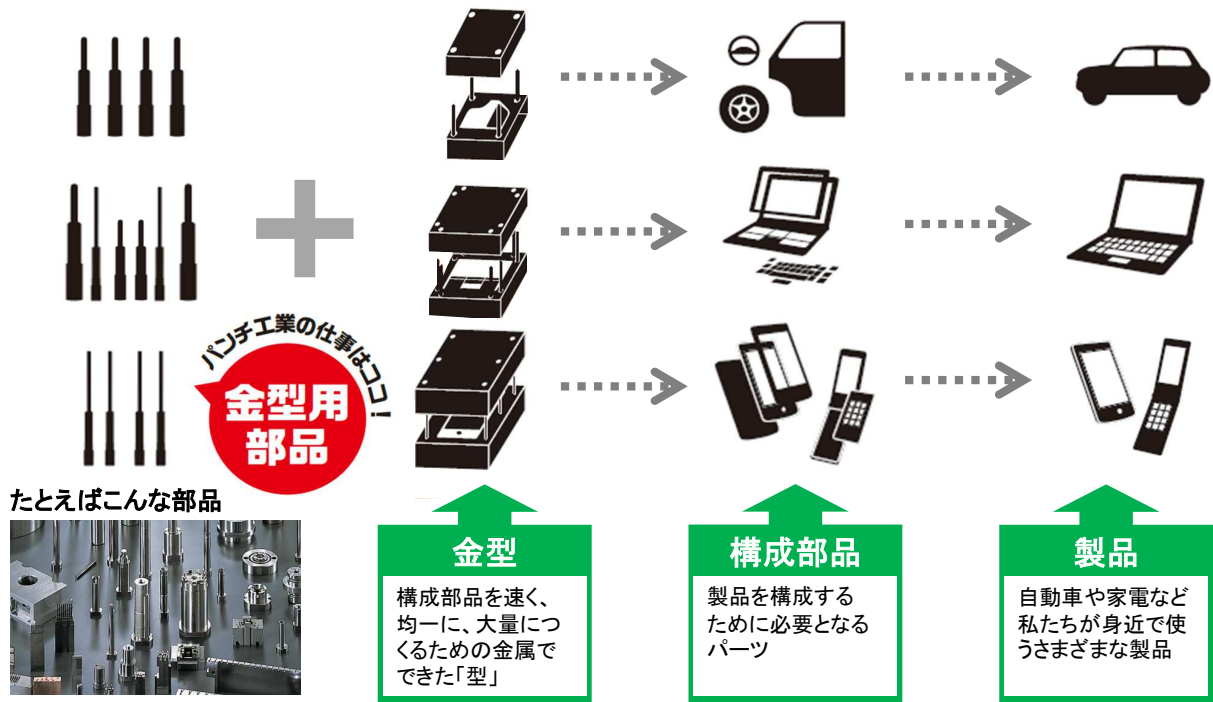 パンチ工業の仕事はココ!
金型用
部品
たとえばこんな部品
金型
構成部品を速く、
均一に、大量につ
くるための金属で
できた「型」
構成部品
製品を構成する
ために必要となる
パーツ
製品
自動車や家電など
私たちが身近で使
うさまざまな製品